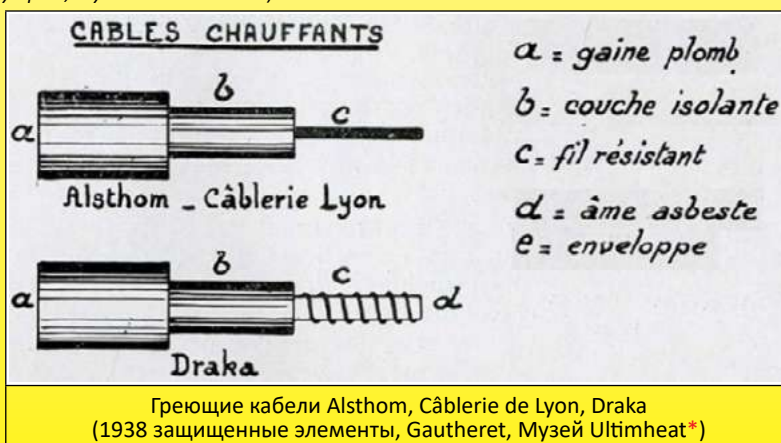 CABLES CHAUFFANTS
a
b
c
Alsthom - Câblerie Lyon
a
b
c
d
Draka
a = gaine plomb
b = couche isolante
c = fil résistant
d = âme asbeste
e = enveloppe
Греющие кабели Alsthom, Câblerie de Lyon, Draka
(1938 защищенные элементы, Gautheret, Музей Ultimheat*)